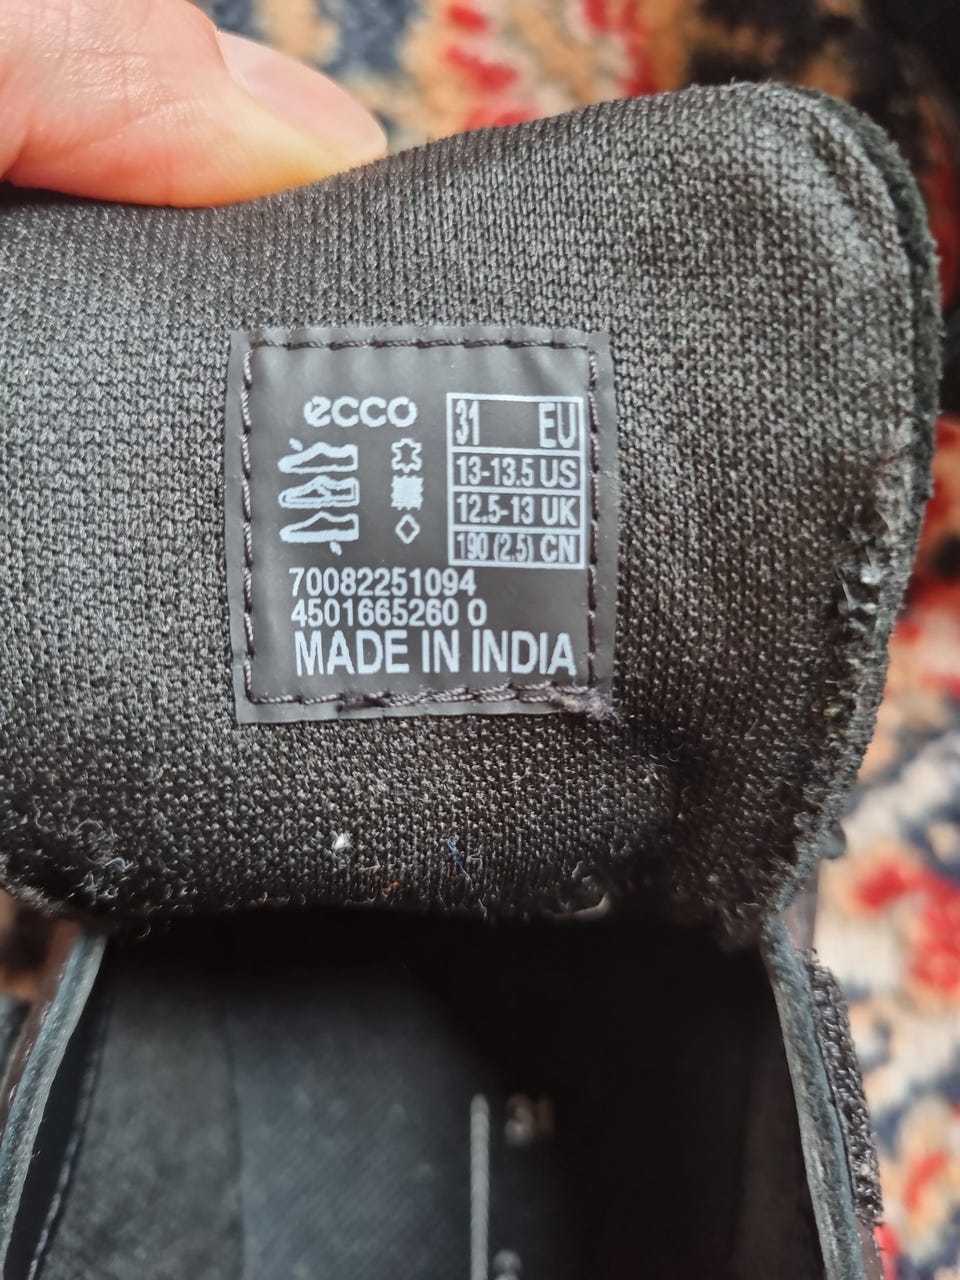 ecco
31 EU
13-13.5 US
12.5-13 UK
190 (2.5) CN
70082251094
4501665260 0
MADE IN INDIA
31